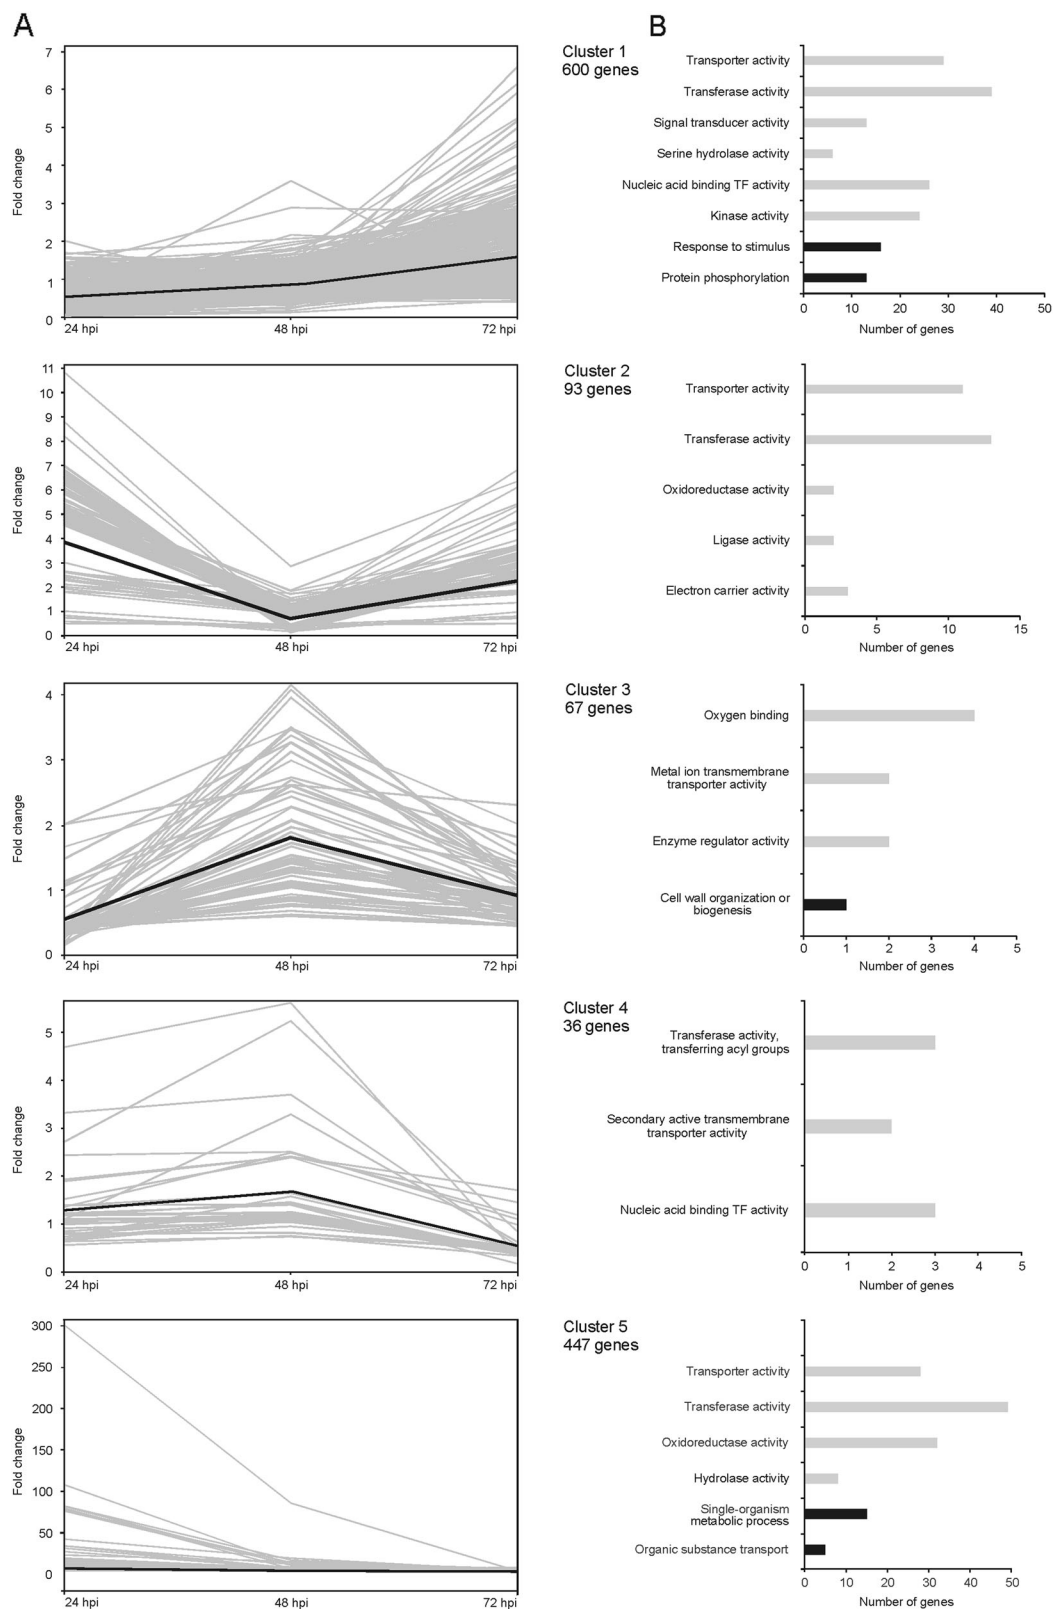 A
B
Fold change
7
6
5
4
3
2
1
0
24 hpi
48 hpi
72 hpi
Cluster 1
600 genes
Transporter activity
Transferase activity
Signal transducer activity
Serine hydrolase activity
Nucleic acid binding TF activity
Kinase activity
Response to stimulus
Protein phosphorylation
0 10 20 30 40 50
Number of genes
Fold change
11
10
9
8
7
6
5
4
3
2
1
0
24 hpi
48 hpi
72 hpi
Cluster 2
93 genes
Transporter activity
Transferase activity
Oxidoreductase activity
Ligase activity
Electron carrier activity
0 5 10 15
Number of genes
Fold change
4
3
2
1
0
24 hpi
48 hpi
72 hpi
Cluster 3
67 genes
Oxygen binding
Metal ion transmembrane
transporter activity
Enzyme regulator activity
Cell wall organization or
biogenesis
0 1 2 3 4 5
Number of genes
Fold change
5
4
3
2
1
0
24 hpi
48 hpi
72 hpi
Cluster 4
36 genes
Transferase activity,
transferring acyl groups
Secondary active transmembrane
transporter activity
Nucleic acid binding TF activity
0 1 2 3 4 5
Number of genes
Fold change
300
250
200
150
100
50
0
24 hpi
48 hpi
72 hpi
Cluster 5
447 genes
Transporter activity
Transferase activity
Oxidoreductase activity
Hydrolase activity
Single-organism
metabolic process
Organic substance transport
0 10 20 30 40 50
Number of genes